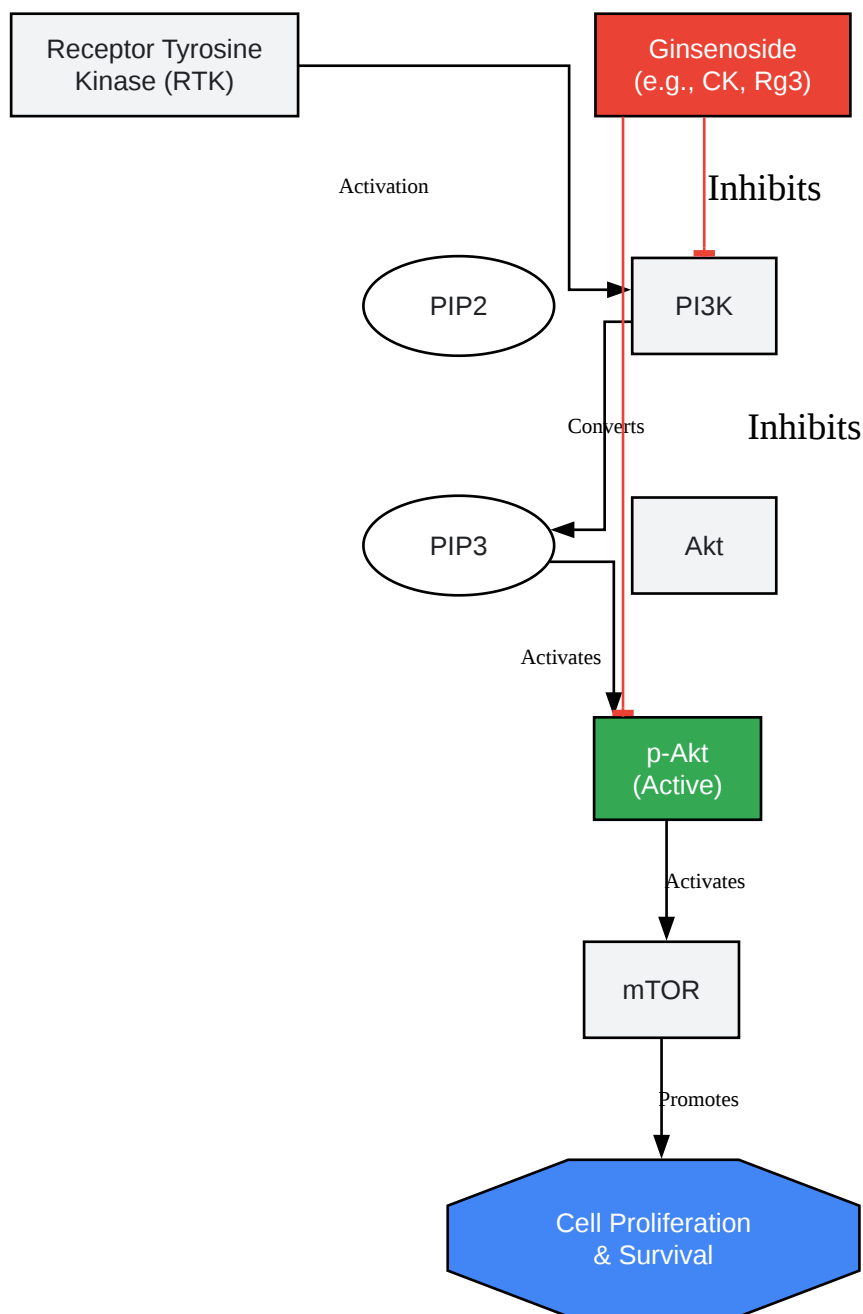 Receptor Tyrosine
Kinase (RTK)
Ginsenoside
(e.g., CK, Rg3)
Activation
Inhibits
PIP2
PI3K
Converts
Inhibits
PIP3
Akt
Activates
p-Akt
(Active)
Activates
mTOR
Promotes
Cell Proliferation
& Survival